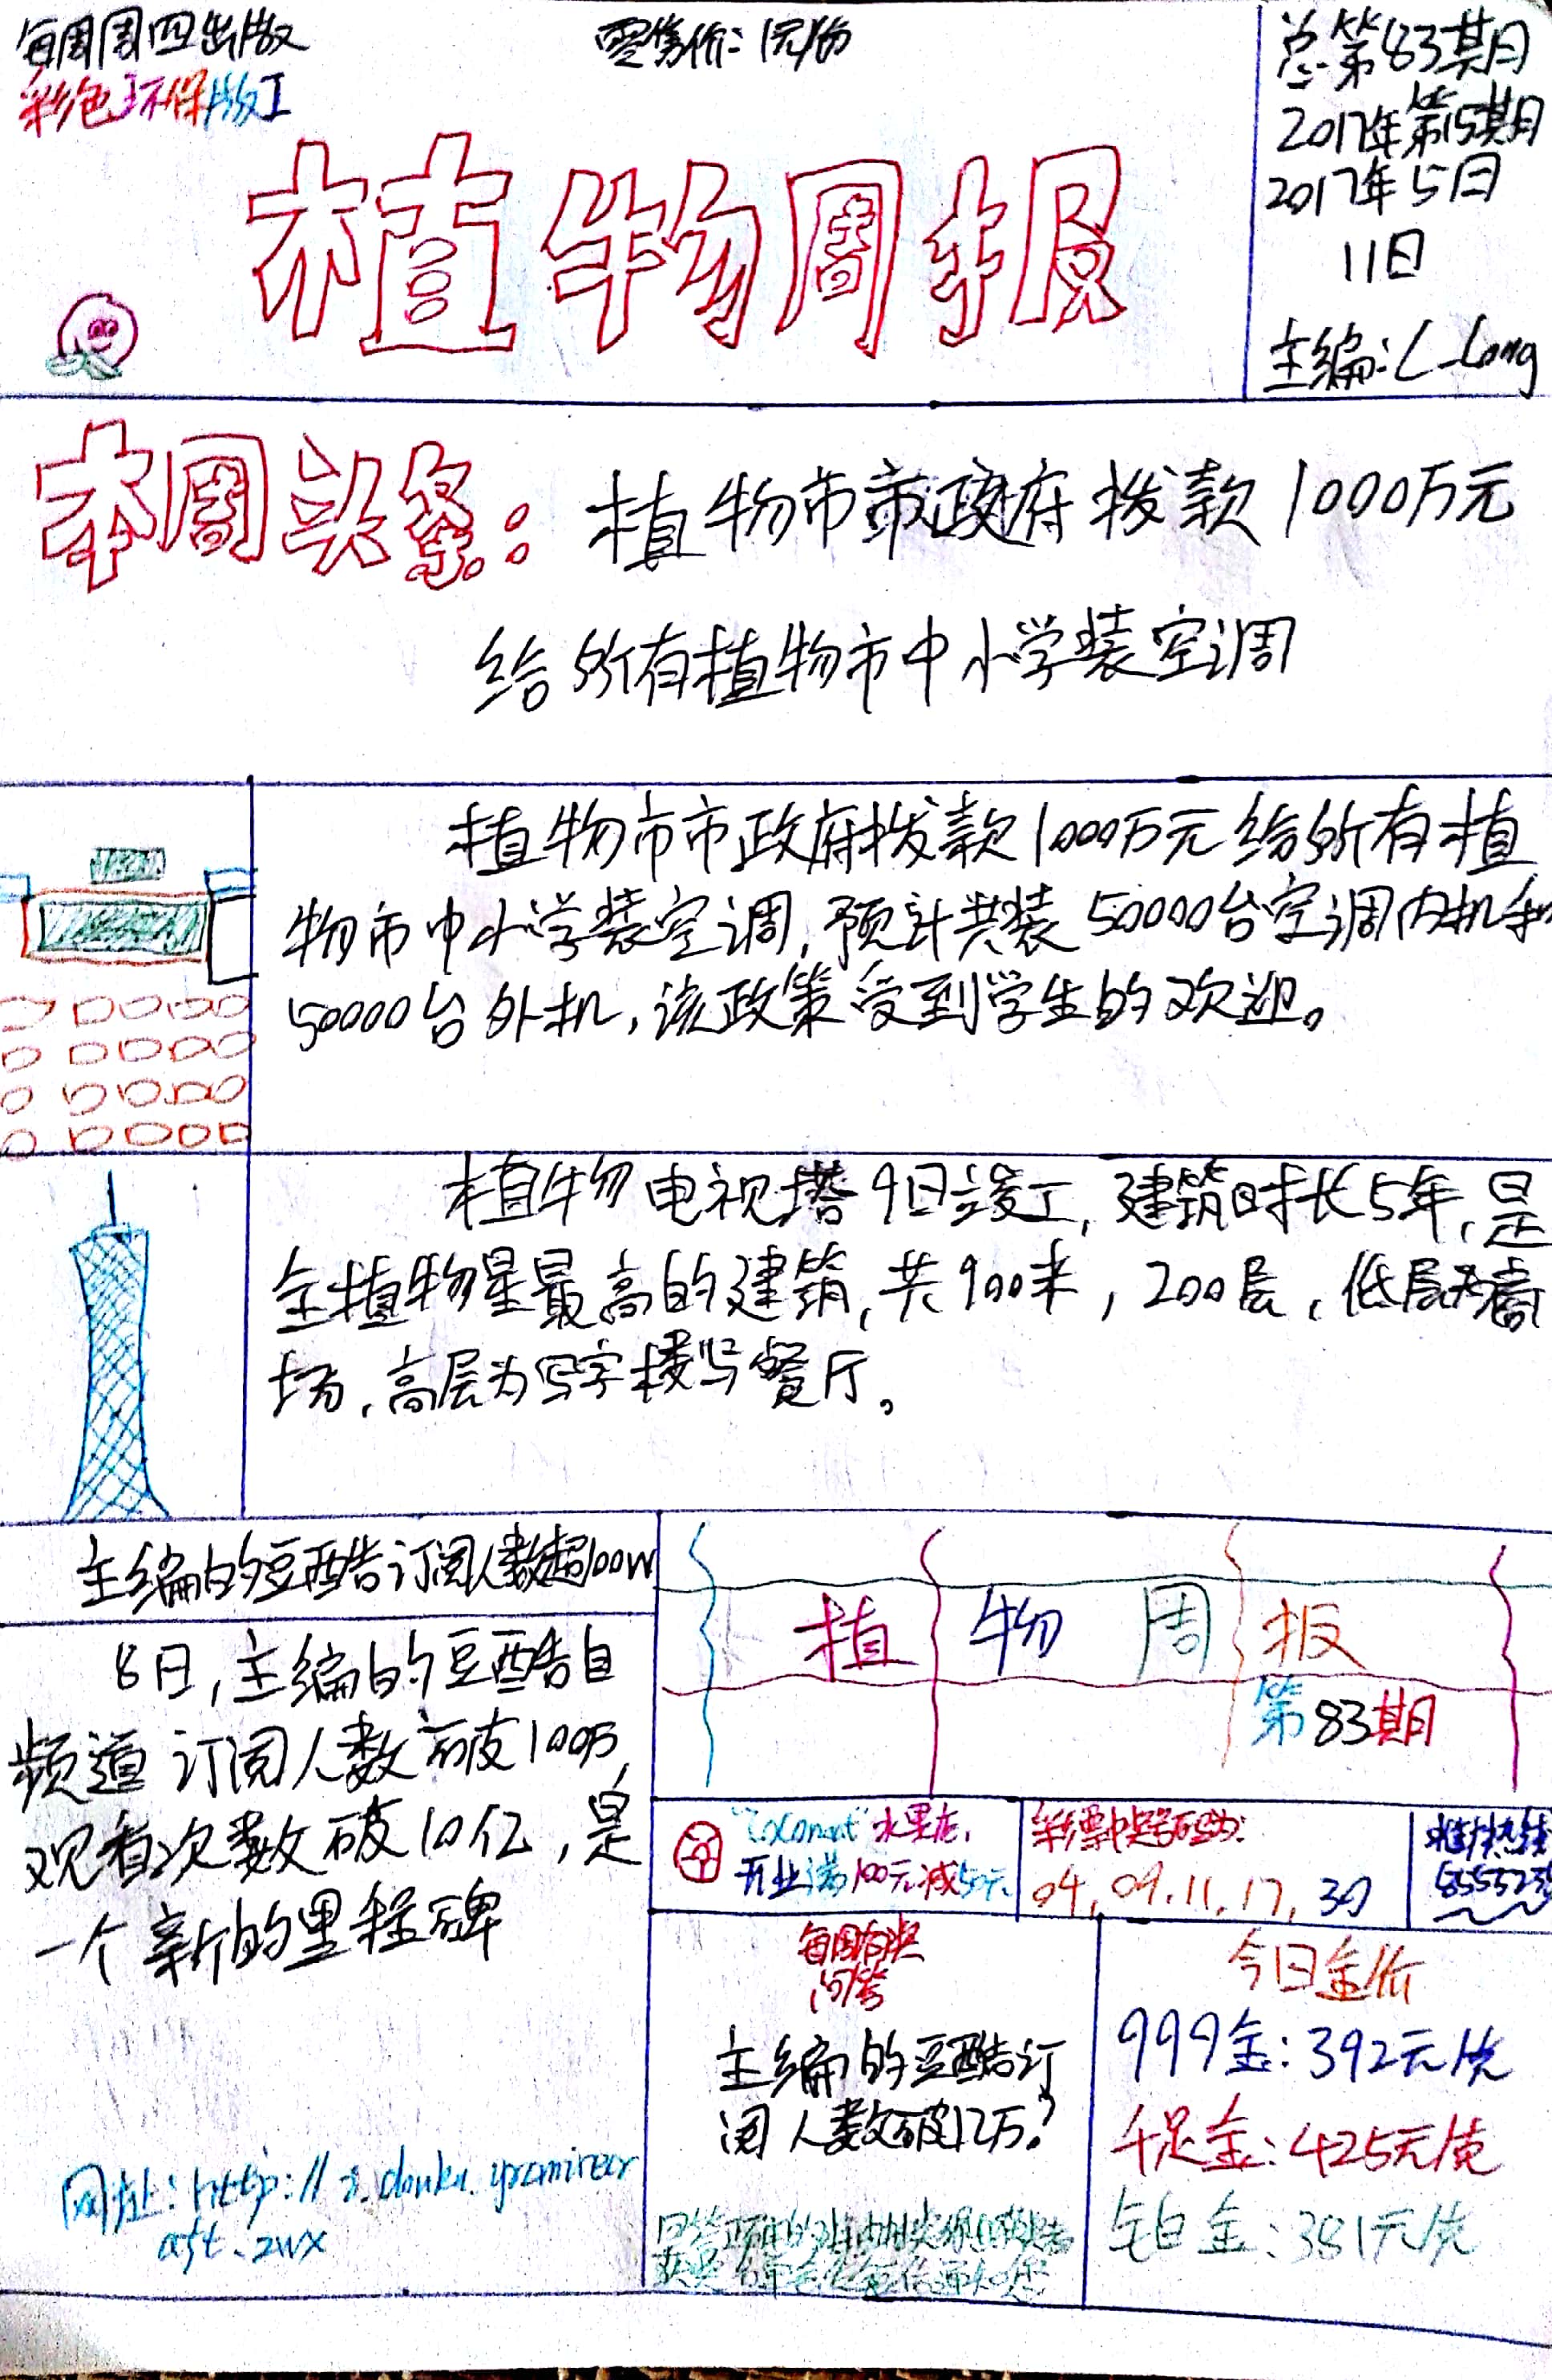 每周周四出版
零售价:1元/份
彩色环保版
总第83期
2017年第15期
2017年5日
11日
主编:L-Long
植物周报
本周头条:
植物市市政府拨款1000万元
给所有植物市中小学装空调
植物市市政府拨款1000万元给所有植
物市中小学装空调,预计共装50000台空调内机和
50000台外机,该政策受到学生的欢迎。
植物电视塔9日竣工,建筑时长5年,是
全植物星最高的建筑,共900米,200层,低层为商
场,高层为写字楼与餐厅。
主编的豆酷订阅人数超100W
8日,主编的豆酷自
频道订阅人数破100万,
观看次数破10亿,是
一个新的里程碑
网址:http://
植物周报
第83期
水果店,
开业满100元减50元
彩票中奖号码:
04,09.11,17,30
每周有奖
问答
主编的豆酷订
阅人数破12万?
今日金价
999金:392元/克
千足金:425元/克
铂金:381元/克